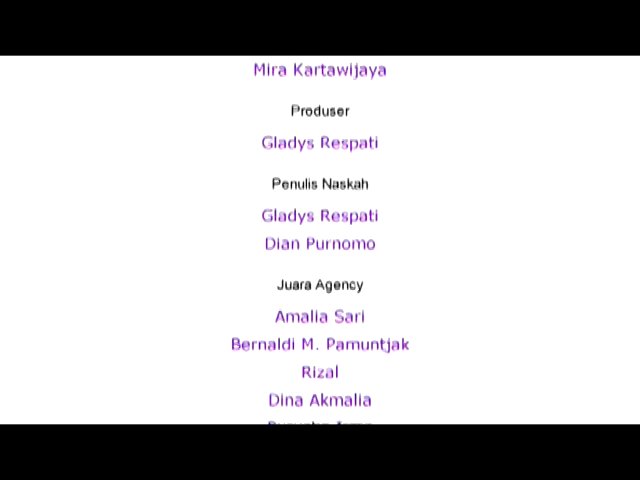 Mira Kartawijaya
Produser
Gladys Respati
Penulis Naskah
Gladys Respati
Dian Purnomo
Juara Agency
Amalia Sari
Bernaldi M. Pamuntjak
Rizal
Dina Akmalia